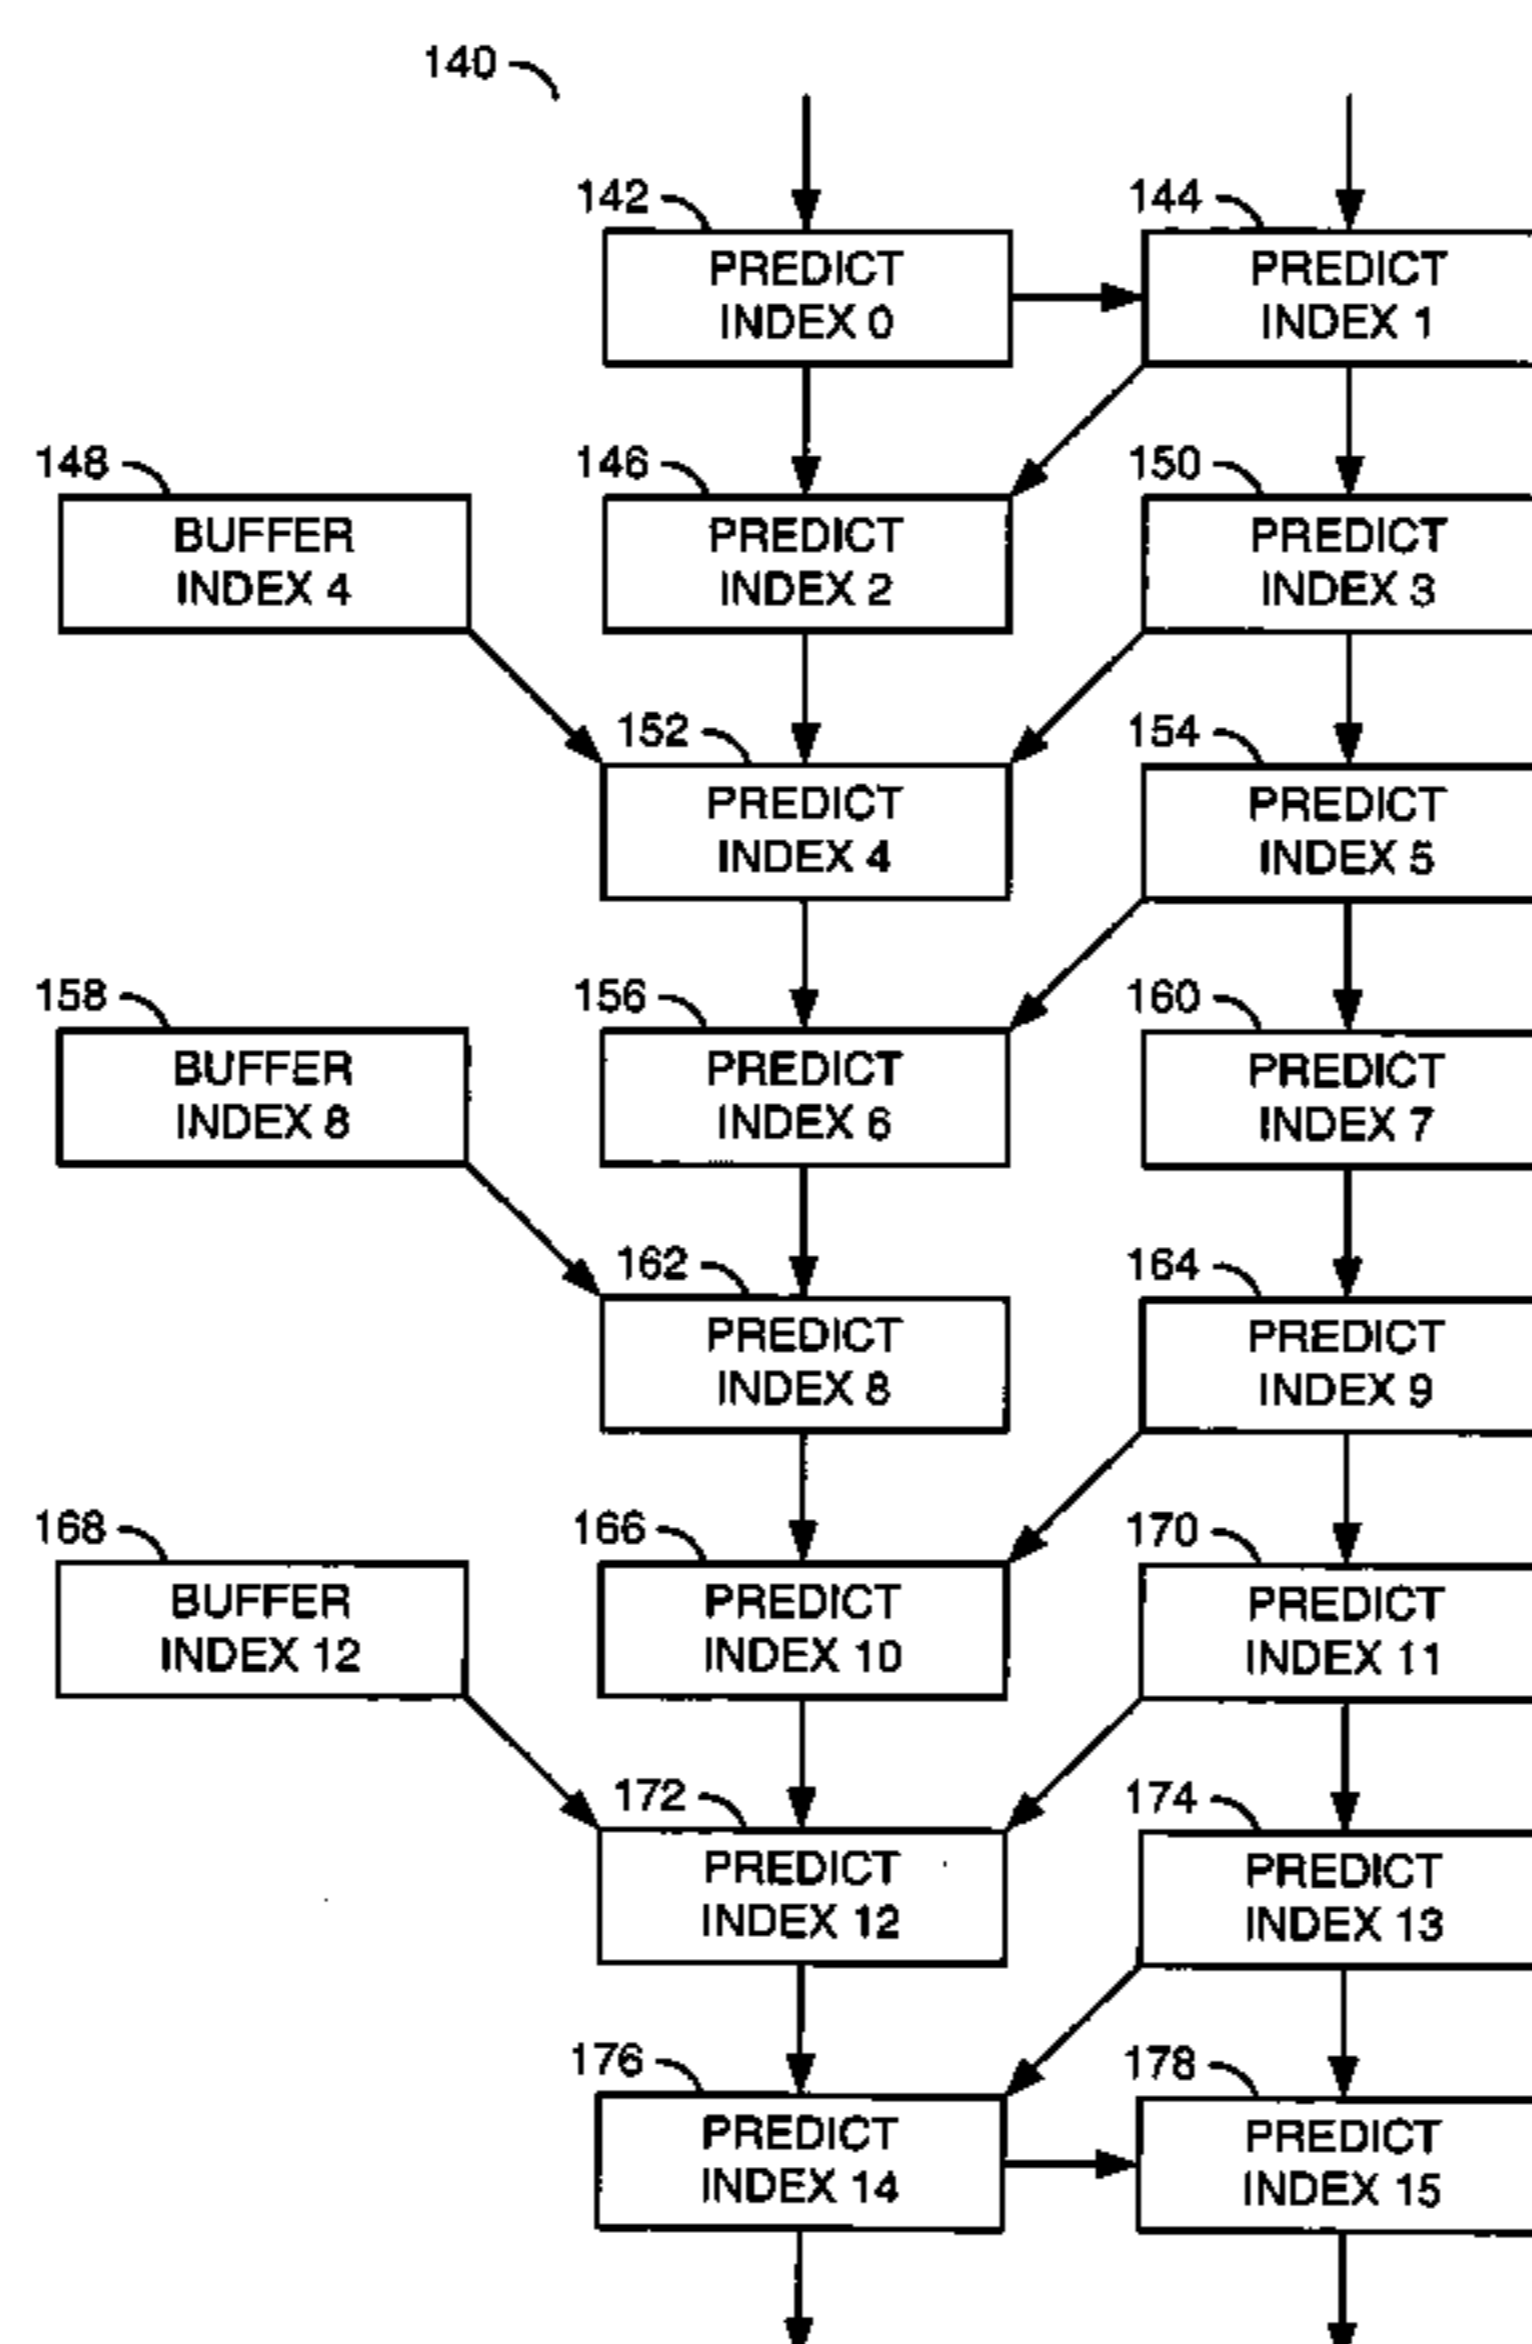 140
142
144
PREDICT
INDEX 0
PREDICT
INDEX 1
148
146
150
BUFFER
INDEX 4
PREDICT
INDEX 2
PREDICT
INDEX 3
152
154
PREDICT
INDEX 4
PREDICT
INDEX 5
158
156
160
BUFFER
INDEX 8
PREDICT
INDEX 6
PREDICT
INDEX 7
162
164
PREDICT
INDEX 8
PREDICT
INDEX 9
168
166
170
BUFFER
INDEX 12
PREDICT
INDEX 10
PREDICT
INDEX 11
172
174
PREDICT
INDEX 12
PREDICT
INDEX 13
176
178
PREDICT
INDEX 14
PREDICT
INDEX 15